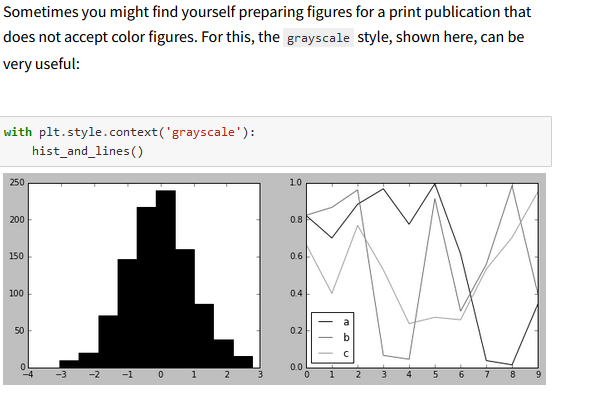 Sometimes you might find yourself preparing figures for a print publication that
does not accept color figures. For this, the grayscale style, shown here, can be
very useful:
with plt.style.context('grayscale'):
    hist_and_lines()
250
200
150
100
50
0
−4 −3 −2 −1 0 1 2 3
1.0
0.8
0.6
0.4
0.2
0.0
a
b
c
0 1 2 3 4 5 6 7 8 9